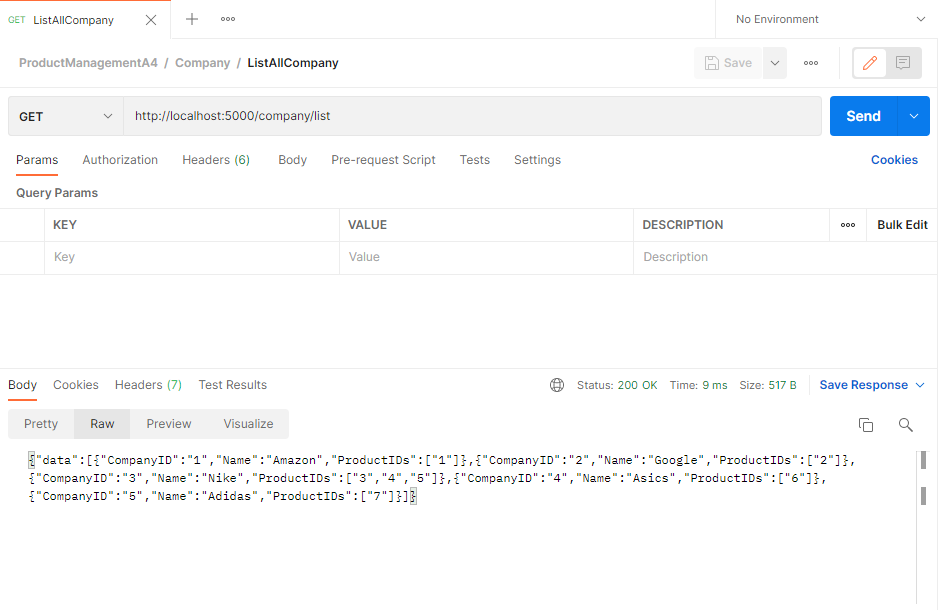 GET ListAllCompany
No Environment
ProductManagementA4 / Company / ListAllCompany
Save
GET http://localhost:5000/company/list Send
Params Authorization Headers (6) Body Pre-request Script Tests Settings Cookies
Query Params
KEY VALUE DESCRIPTION Bulk Edit
Key Value Description
Body Cookies Headers (7) Test Results Status: 200 OK Time: 9 ms Size: 517 B Save Response
Pretty Raw Preview Visualize
{"data":[{"CompanyID":"1","Name":"Amazon","ProductIDs":["1"]},{"CompanyID":"2","Name":"Google","ProductIDs":["2"]},
{"CompanyID":"3","Name":"Nike","ProductIDs":["3","4","5"]},{"CompanyID":"4","Name":"Asics","ProductIDs":["6"]},
{"CompanyID":"5","Name":"Adidas","ProductIDs":["7"]}]}